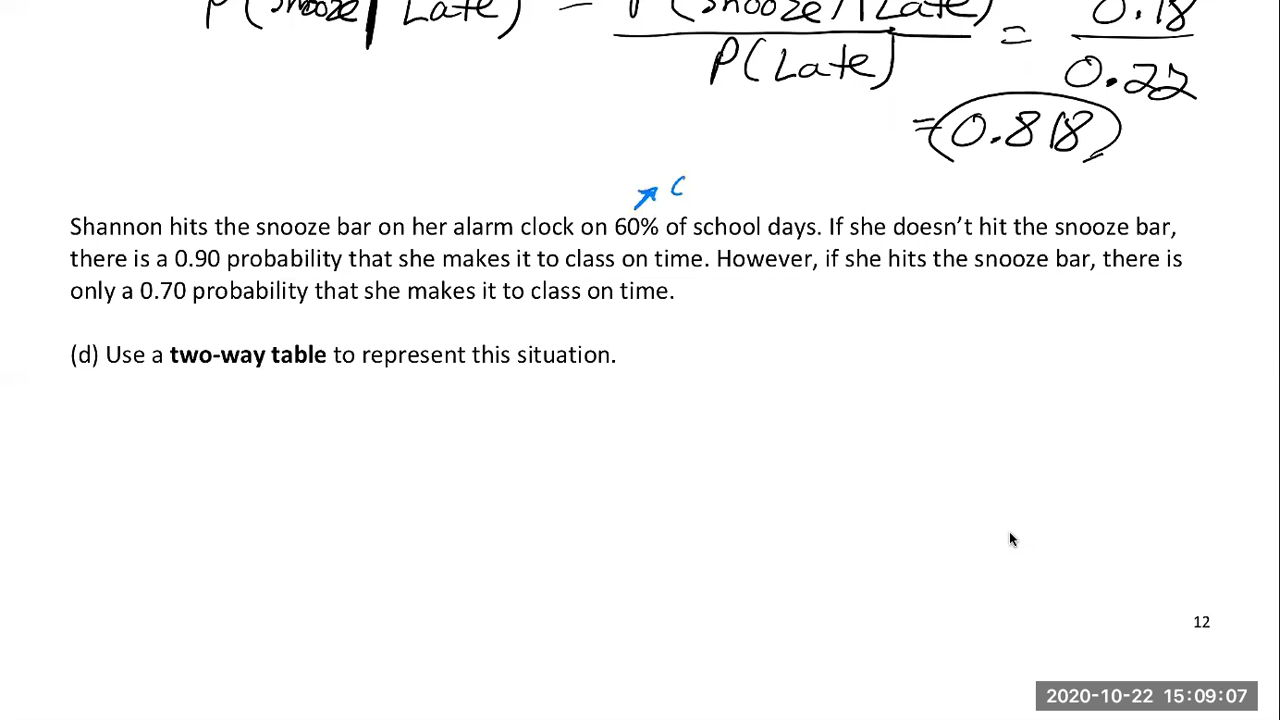 P(Snooze | Late) = P(Snooze ∩ Late) / P(Late) = 0.18 / 0.22
= 0.818
C
Shannon hits the snooze bar on her alarm clock on 60% of school days. If she doesn’t hit the snooze bar,
there is a 0.90 probability that she makes it to class on time. However, if she hits the snooze bar, there is
only a 0.70 probability that she makes it to class on time.
(d) Use a two-way table to represent this situation.
12
2020-10-22 15:09:07